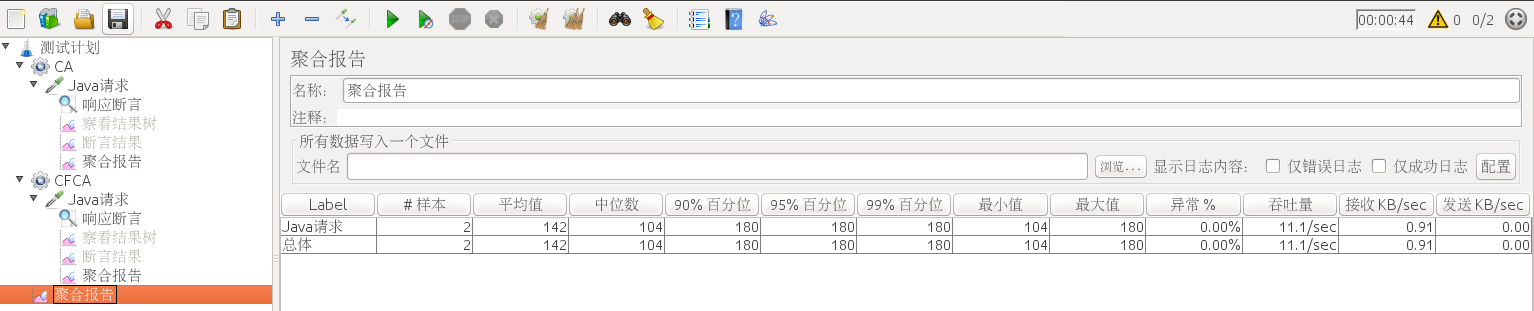 STOP
00:00:44 0 0/2
测试计划
CA
Java请求
响应断言
察看结果树
断言结果
聚合报告
CFCA
Java请求
响应断言
察看结果树
断言结果
聚合报告
聚合报告
聚合报告
名称： 聚合报告
注释：
所有数据写入一个文件
文件名 浏览... 显示日志内容： 仅错误日志 仅成功日志 配置
Label # 样本 平均值 中位数 90% 百分位 95% 百分位 99% 百分位 最小值 最大值 异常 % 吞吐量 接收 KB/sec 发送 KB/sec
Java请求 2 142 104 180 180 180 104 180 0.00% 11.1/sec 0.91 0.00
总体 2 142 104 180 180 180 104 180 0.00% 11.1/sec 0.91 0.00